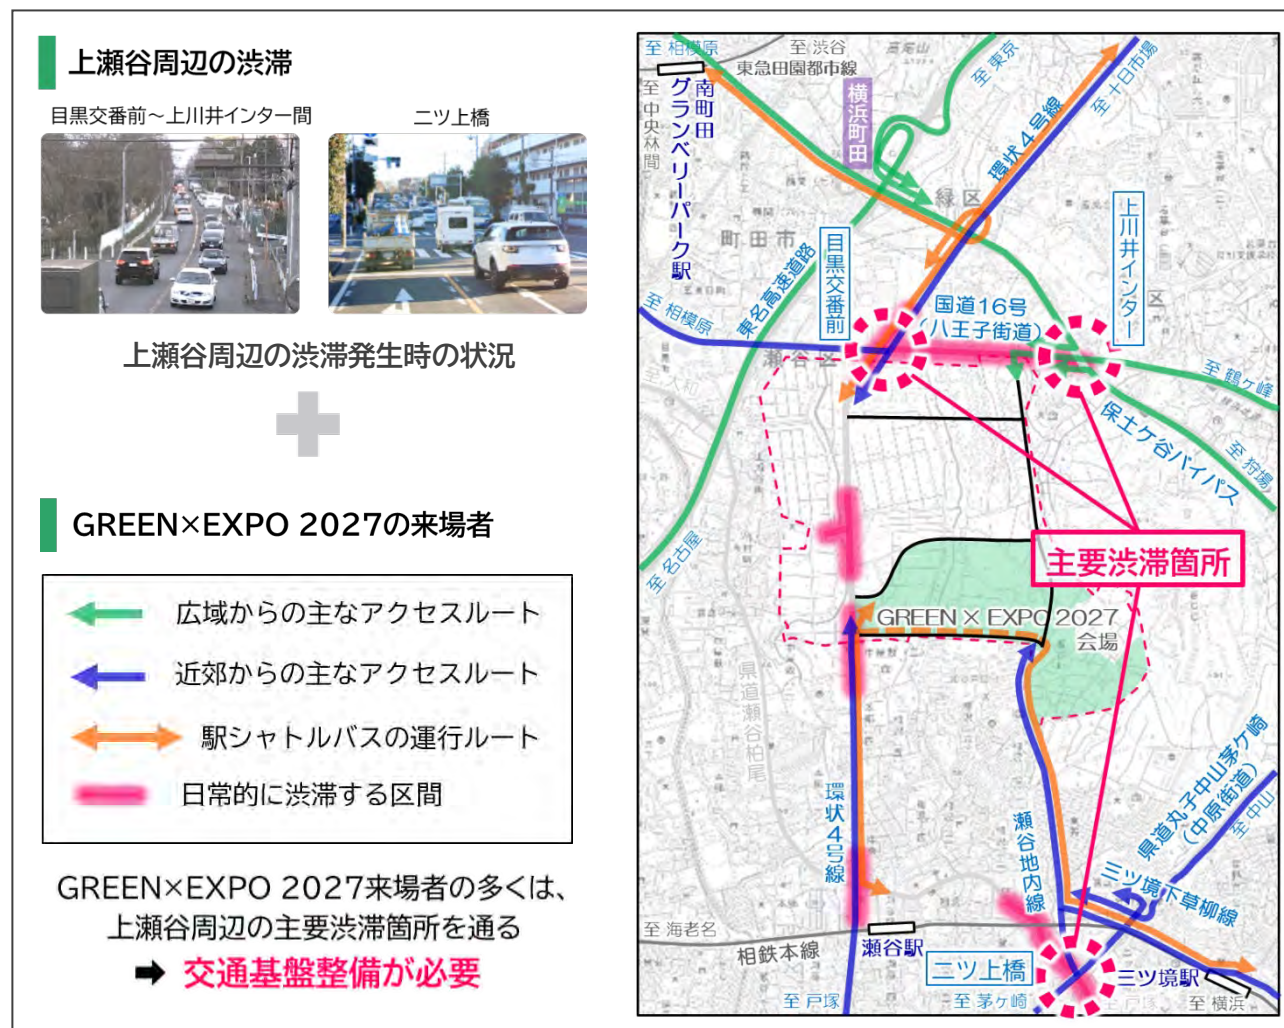 上瀬谷周辺の渋滞
目黒交番前～上川井インター間
二ツ上橋
上瀬谷周辺の渋滞発生時の状況
GREEN×EXPO 2027の来場者
広域からの主なアクセスルート
近郊からの主なアクセスルート
駅シャトルバスの運行ルート
日常的に渋滞する区間
GREEN×EXPO 2027来場者の多くは、
上瀬谷周辺の主要渋滞箇所を通る
➡ 交通基盤整備が必要
至 相模原
至 渋谷
東急田園都市線
高尾山
至 東京
至 十日市場
至 中央林間
南町田
グランベリーパーク駅
横浜町田
環状4号線
緑区
町田市
上川井インター
目黒交番前
東名高速道路
国道16号
(八王子街道)
至 相模原
瀬谷区
区
至 鶴ヶ峰
保土ケ谷バイパス
至 狩場
至 名古屋
主要渋滞箇所
GREEN × EXPO 2027
会場
県道瀬谷柏尾
環状4号線
瀬谷地内線
県道丸子中山茅ケ崎
(中原街道)
至 中山
三ツ境下草柳線
至 海老名
相鉄本線
瀬谷駅
二ツ上橋
三ツ境駅
至 戸塚
至 茅ヶ崎
至 戸塚
至 横浜